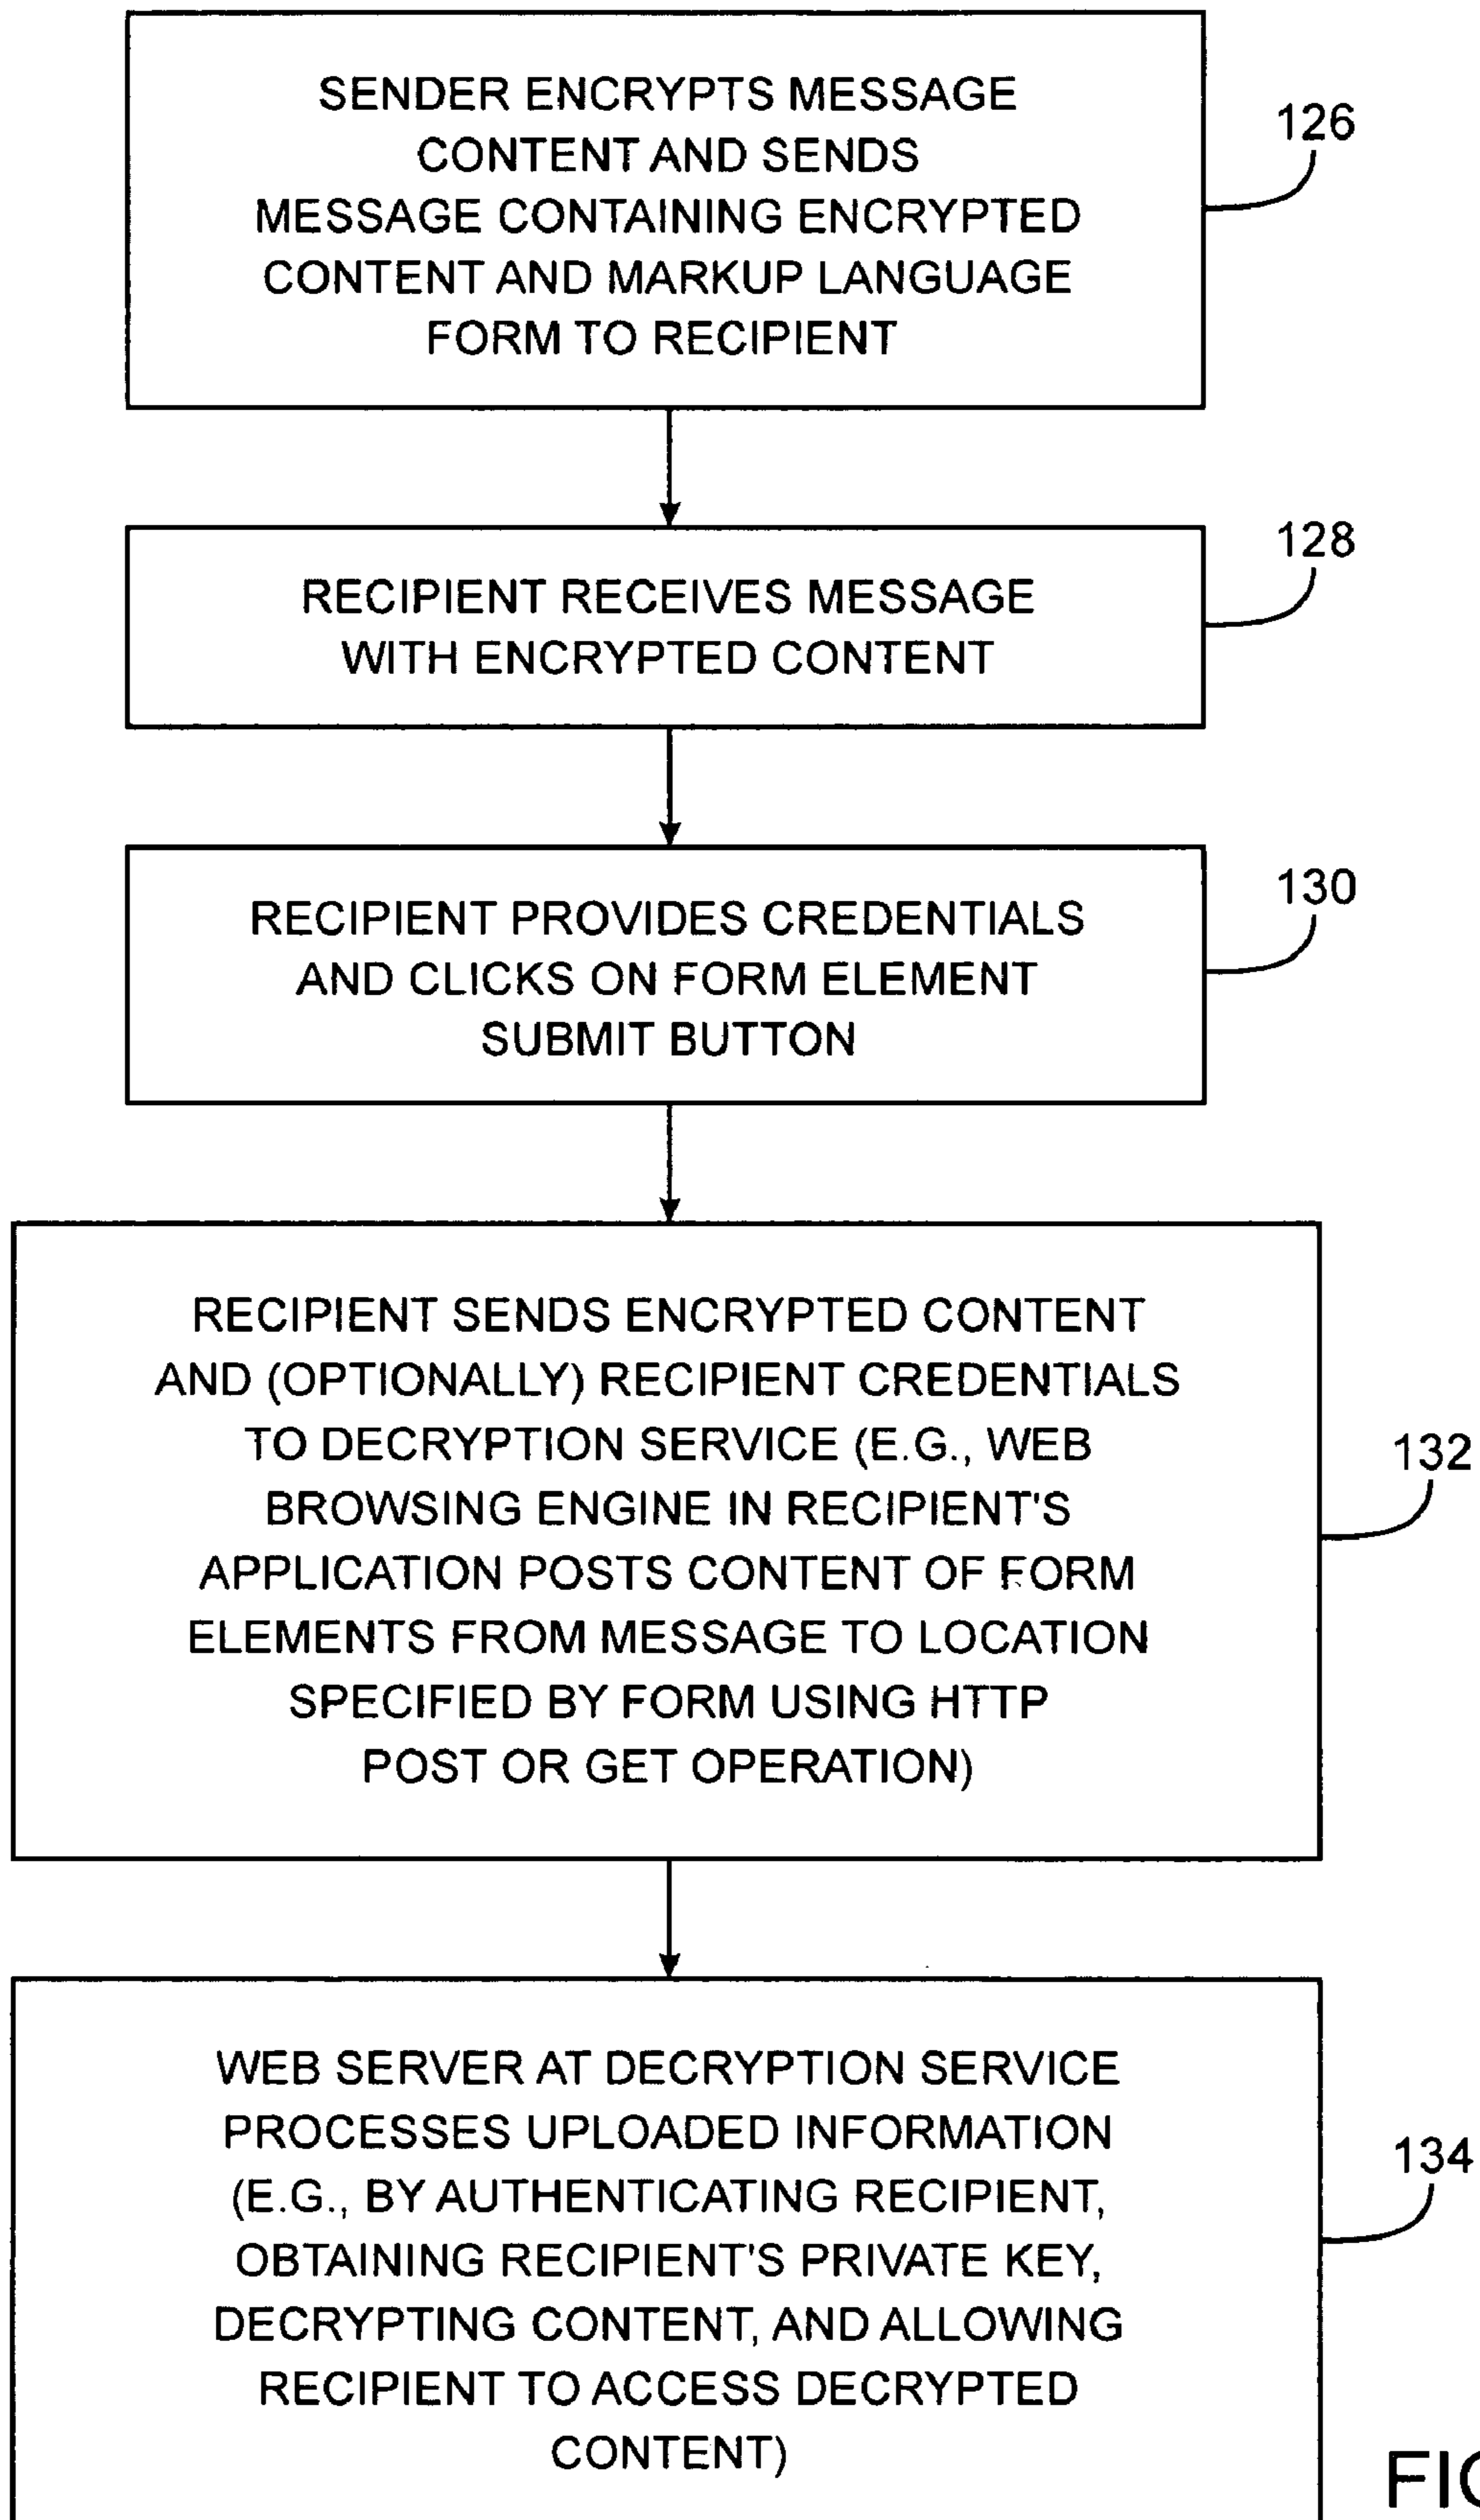 SENDER ENCRYPTS MESSAGE
CONTENT AND SENDS
MESSAGE CONTAINING ENCRYPTED
CONTENT AND MARKUP LANGUAGE
FORM TO RECIPIENT
126
RECIPIENT RECEIVES MESSAGE
WITH ENCRYPTED CONTENT
128
RECIPIENT PROVIDES CREDENTIALS
AND CLICKS ON FORM ELEMENT
SUBMIT BUTTON
130
RECIPIENT SENDS ENCRYPTED CONTENT
AND (OPTIONALLY) RECIPIENT CREDENTIALS
TO DECRYPTION SERVICE (E.G., WEB
BROWSING ENGINE IN RECIPIENT'S
APPLICATION POSTS CONTENT OF FORM
ELEMENTS FROM MESSAGE TO LOCATION
SPECIFIED BY FORM USING HTTP
POST OR GET OPERATION)
132
WEB SERVER AT DECRYPTION SERVICE
PROCESSES UPLOADED INFORMATION
(E.G., BY AUTHENTICATING RECIPIENT,
OBTAINING RECIPIENT'S PRIVATE KEY,
DECRYPTING CONTENT, AND ALLOWING
RECIPIENT TO ACCESS DECRYPTED
CONTENT)
134